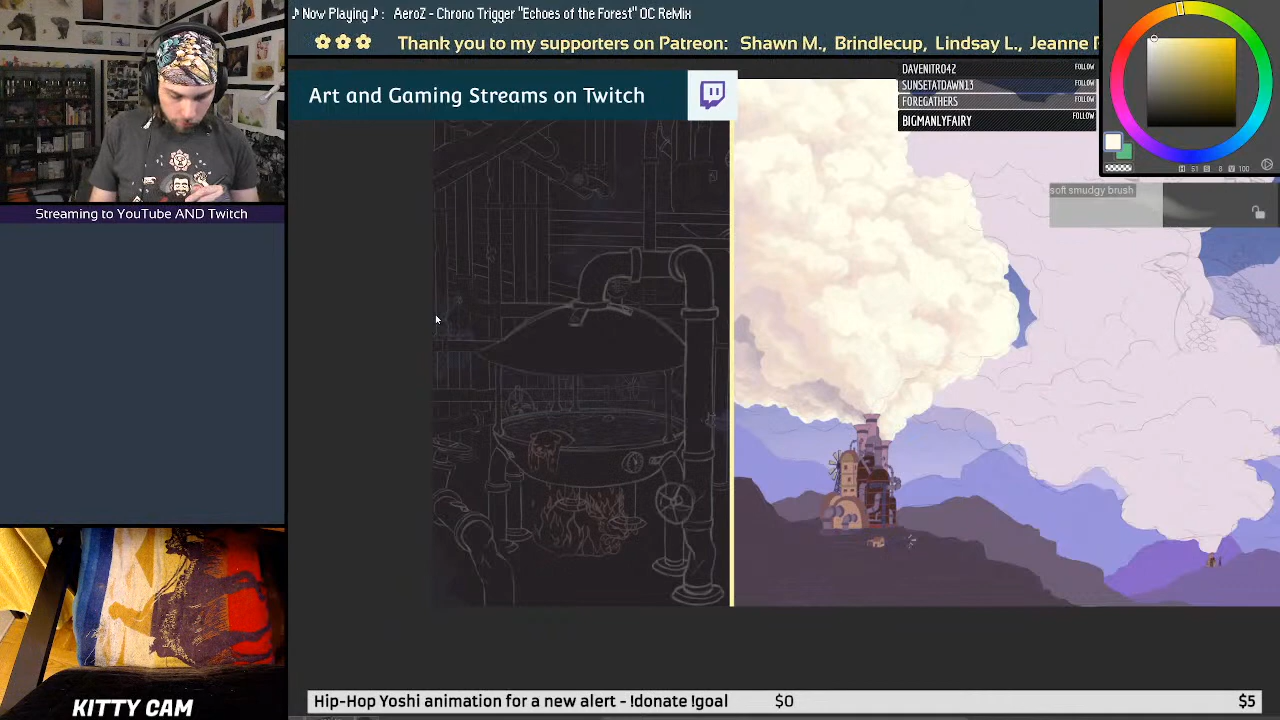 ♪ Now Playing ♪ : AeroZ - Chrono Trigger "Echoes of the Forest" OC ReMix
✿ ✿ ✿ Thank you to my supporters on Patreon: Shawn M., Brindlecup, Lindsay L., Jeanne
Art and Gaming Streams on Twitch
DAVENITRO42 FOLLOW
SUNSETATDAWN13 FOLLOW
FOREGATHERS FOLLOW
BIGMANLYFAIRY FOLLOW
H 51 S 8 V 100
soft smudgy brush
Streaming to YouTube AND Twitch
KITTY CAM
Hip-Hop Yoshi animation for a new alert - !donate !goal $0 $5